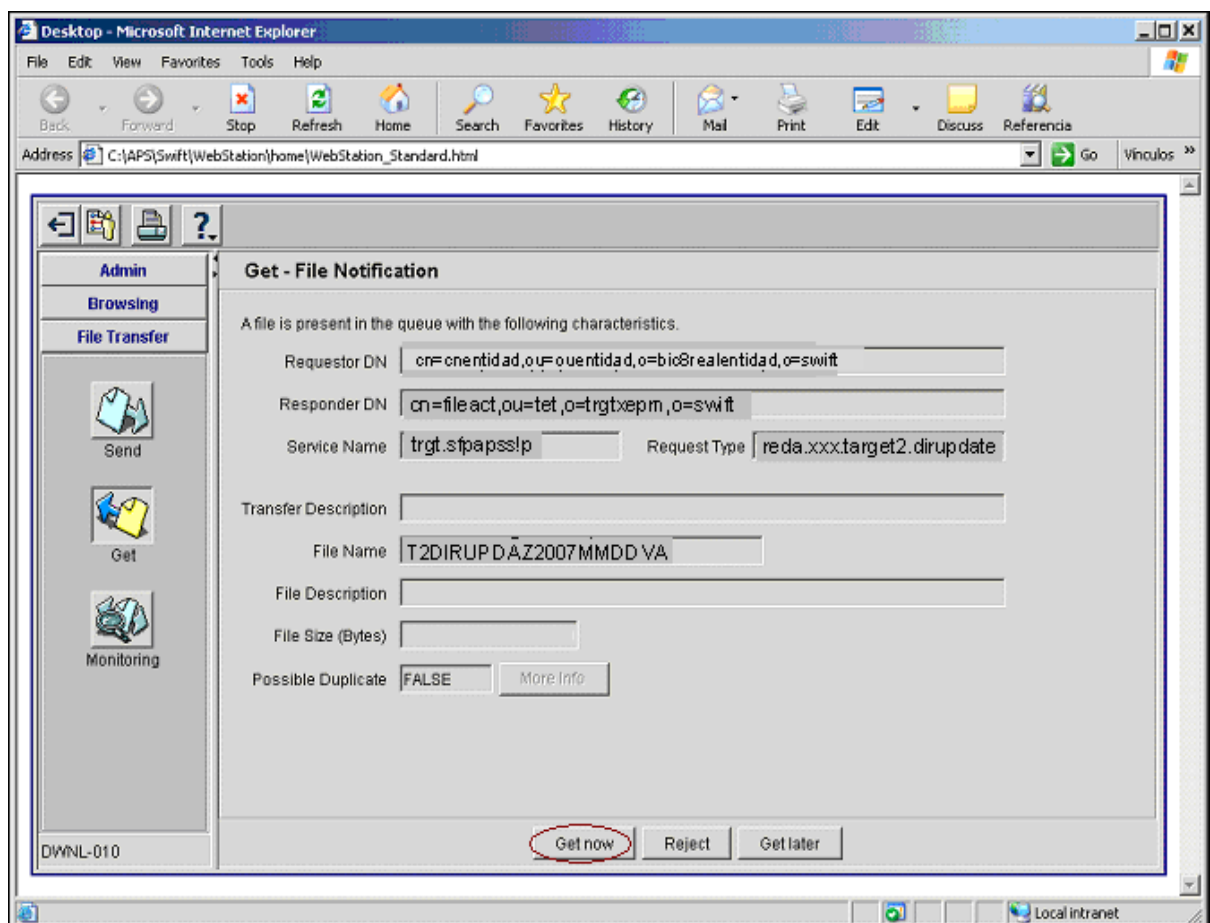 Desktop - Microsoft Internet Explorer
File Edit View Favorites Tools Help
Back Forward Stop Refresh Home Search Favorites History Mail Print Edit Discuss Referencia
Address C:\APS\Swift\WebStation\home\WebStation_Standard.html Go Vínculos »
?
Admin
Browsing
File Transfer
Send
Get
Monitoring
DWNL-010
Get - File Notification
A file is present in the queue with the following characteristics.
Requestor DN cn=cnentidad,ou=ouentidad,o=bic8realentidad,o=swift
Responder DN cn=fileact,ou=tet,o=trgtxepm,o=swift
Service Name trgt.sfpapss!p Request Type reda.xxx.target2.dirupdate
Transfer Description
File Name T2DIRUPDAZ2007MMDDVA
File Description
File Size (Bytes)
Possible Duplicate FALSE More Info
Get now Reject Get later
Local intranet